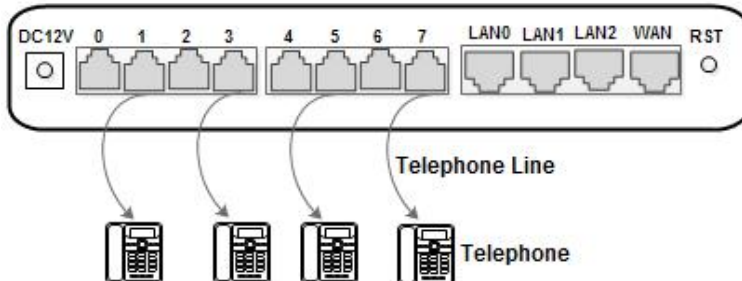 DC12V 0 1 2 3 4 5 6 7 LAN0 LAN1 LAN2 WAN RST
Telephone Line
Telephone